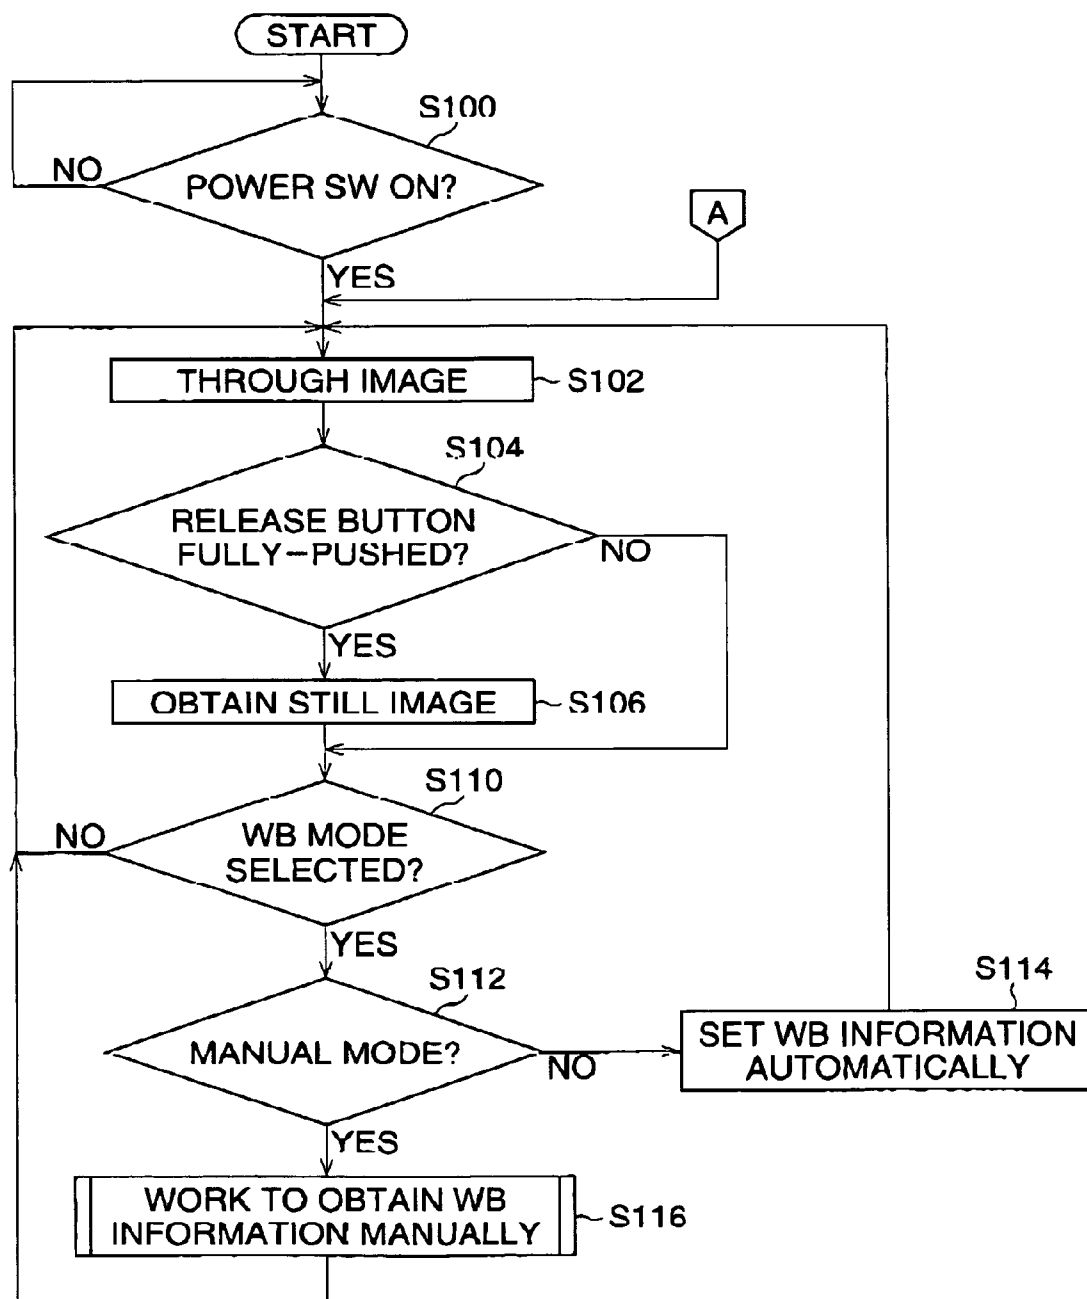 START
S100
NO
POWER SW ON?
A
YES
THROUGH IMAGE
S102
S104
RELEASE BUTTON
FULLY-PUSHED?
NO
YES
OBTAIN STILL IMAGE
S106
S110
NO
WB MODE
SELECTED?
YES
S112
S114
MANUAL MODE?
NO
SET WB INFORMATION
AUTOMATICALLY
YES
WORK TO OBTAIN WB
INFORMATION MANUALLY
S116